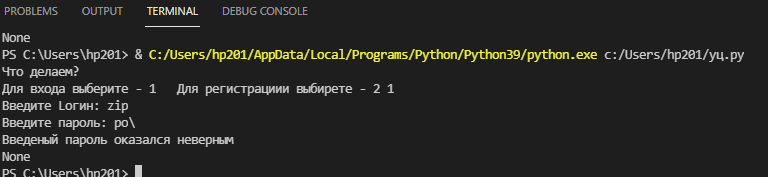 PROBLEMS OUTPUT TERMINAL DEBUG CONSOLE
None
PS C:\Users\hp201> & C:/Users/hp201/AppData/Local/Programs/Python/Python39/python.exe c:/Users/hp201/уц.py
Что делаем?
Для входа выберите - 1   Для регистрациии выбирете - 2 1
Введите Логин: zip
Введите пароль: po\
Введеный пароль оказался неверным
None
PS C:\Users\hp201>